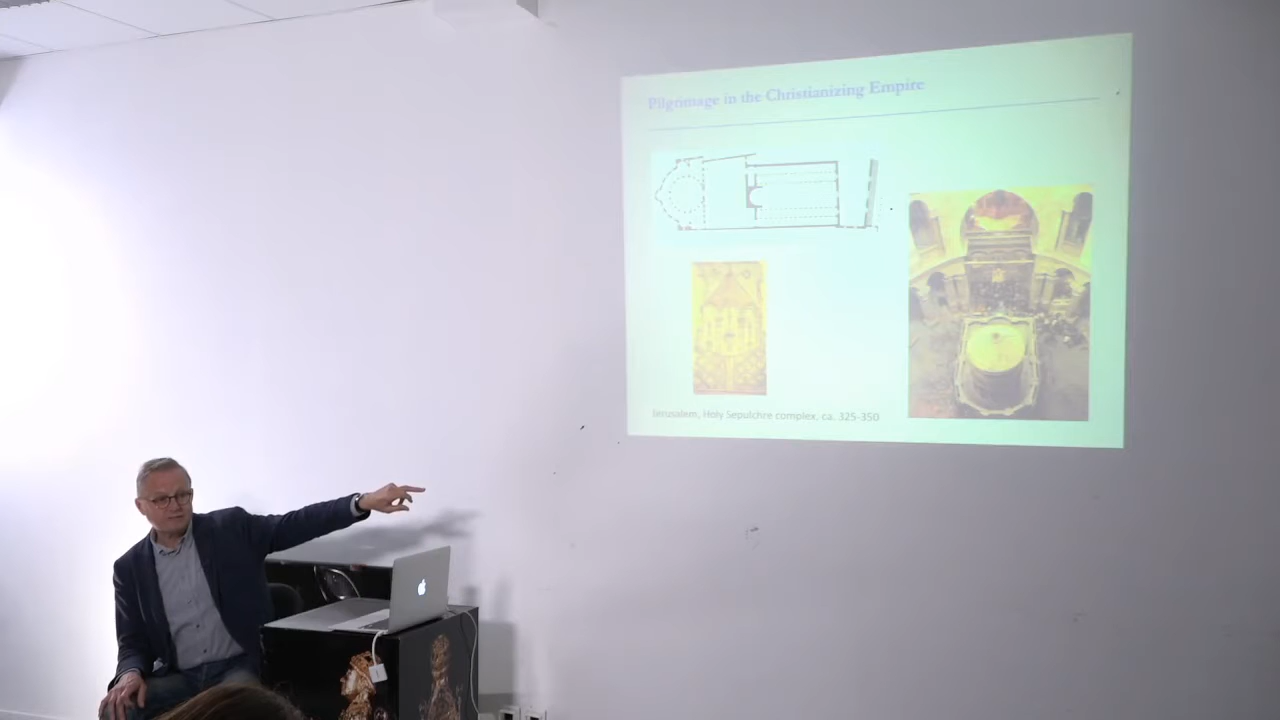 Pilgrimage in the Christianizing Empire
Jerusalem, Holy Sepulchre complex, ca. 325-350